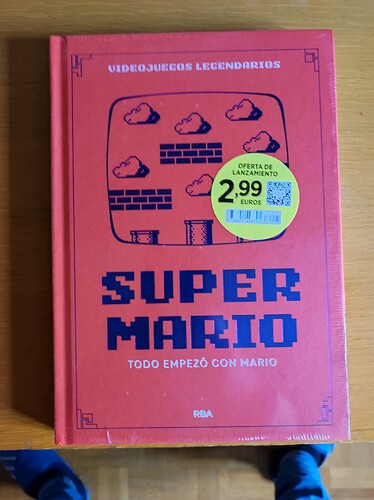 VIDEOJUEGOS LEGENDARIOS
OFERTA DE
LANZAMIENTO
2,99
EUROS
SUPER
MARIO
TODO EMPEZÓ CON MARIO
RBA